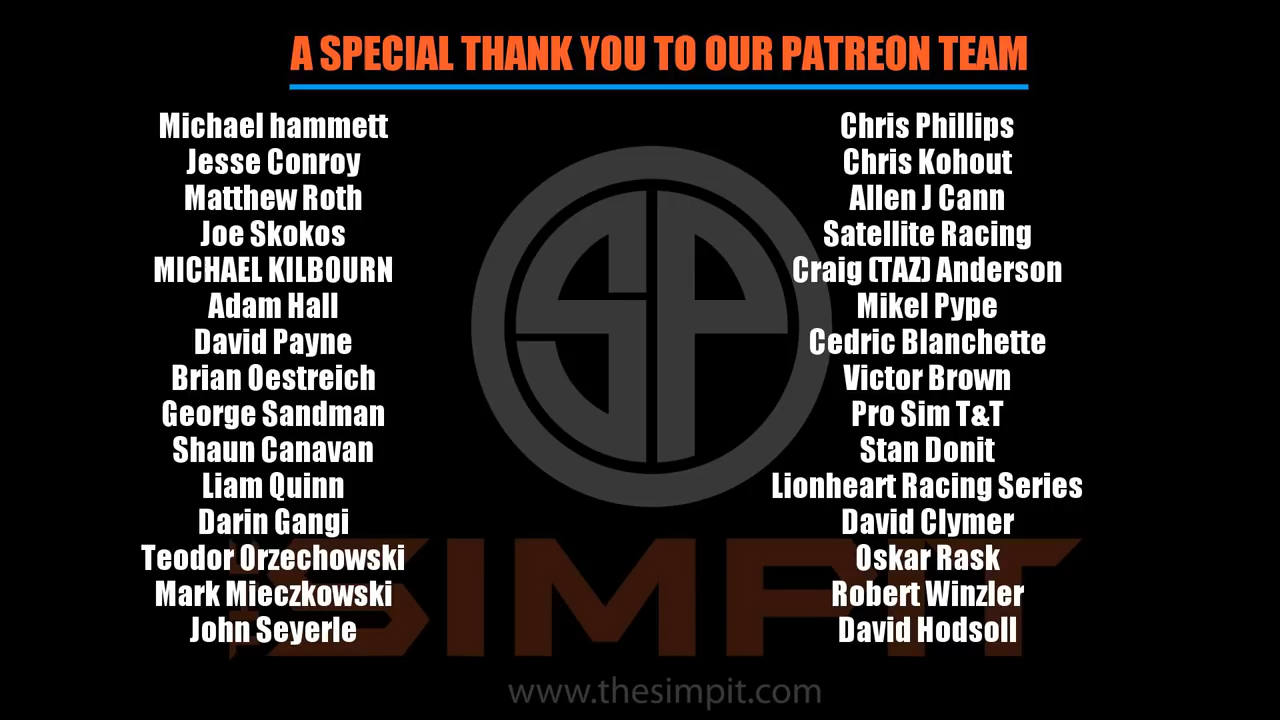 A SPECIAL THANK YOU TO OUR PATREON TEAM
Michael hammett
Jesse Conroy
Matthew Roth
Joe Skokos
MICHAEL KILBOURN
Adam Hall
David Payne
Brian Oestreich
George Sandman
Shaun Canavan
Liam Quinn
Darin Gangi
Teodor Orzechowski
Mark Mieczkowski
John Seyerle
Chris Phillips
Chris Kohout
Allen J Cann
Satellite Racing
Craig (TAZ) Anderson
Mikel Pype
Cedric Blanchette
Victor Brown
Pro Sim T&T
Stan Donit
Lionheart Racing Series
David Clymer
Oskar Rask
Robert Winzler
David Hodsoll
SP
SIMPIT
www.thesimpit.com